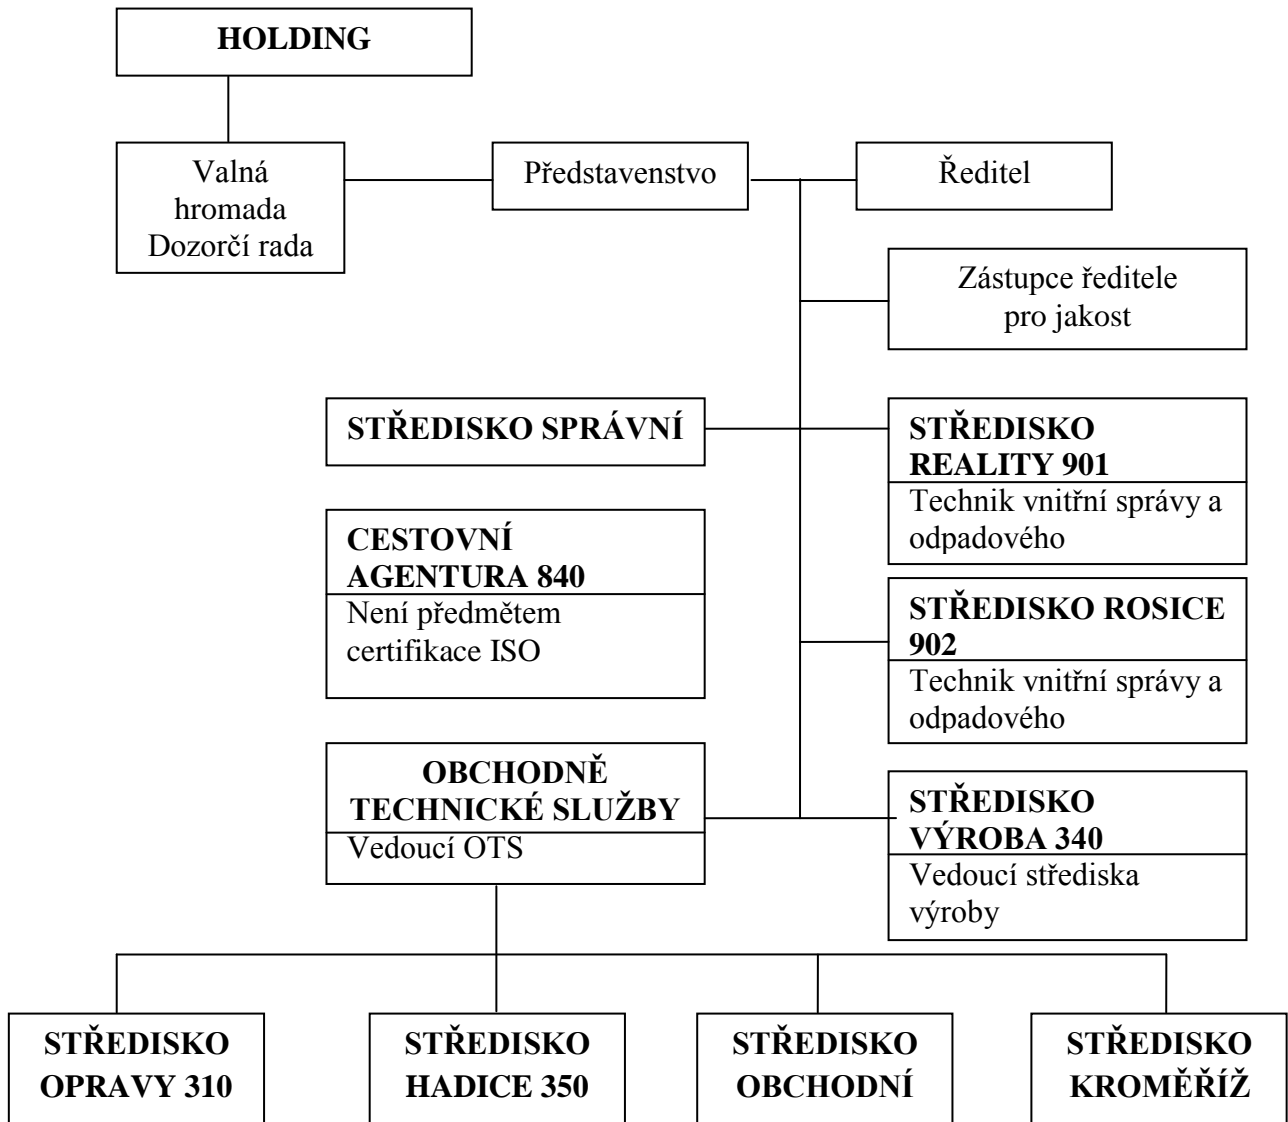 HOLDING
Valná
hromada
Dozorčí rada
Představenstvo
Ředitel
Zástupce ředitele
pro jakost
STŘEDISKO SPRÁVNÍ
STŘEDISKO
REALITY 901
Technik vnitřní správy a
odpadového
CESTOVNÍ
AGENTURA 840
Není předmětem
certifikace ISO
STŘEDISKO ROSICE
902
Technik vnitřní správy a
odpadového
OBCHODNĚ
TECHNICKÉ SLUŽBY
Vedoucí OTS
STŘEDISKO
VÝROBA 340
Vedoucí střediska
výroby
STŘEDISKO
OPRAVY 310
STŘEDISKO
HADICE 350
STŘEDISKO
OBCHODNÍ
STŘEDISKO
KROMĚŘÍŽ